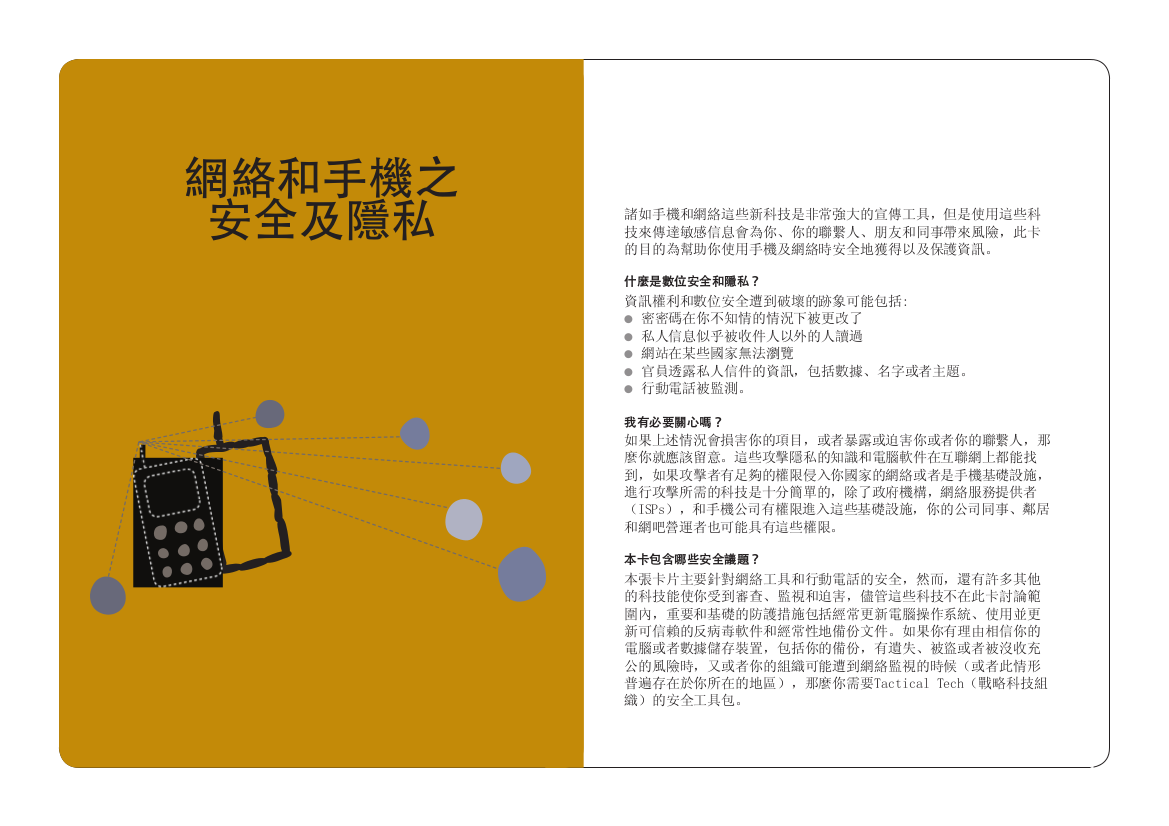 網絡和手機之
安全及隱私
諸如手機和網絡這些新科技是非常強大的宣傳工具，但是使用這些科
技來傳達敏感信息會為你、你的聯繫人、朋友和同事帶來風險，此卡
的目的為幫助你使用手機及網絡時安全地獲得以及保護資訊。
什麼是數位安全和隱私？
資訊權利和數位安全遭到破壞的跡象可能包括:
● 密密碼在你不知情的情況下被更改了
● 私人信息似乎被收件人以外的人讀過
● 網站在某些國家無法瀏覽
● 官員透露私人信件的資訊，包括數據、名字或者主題。
● 行動電話被監測。
我有必要關心嗎？
如果上述情況會損害你的項目，或者暴露或迫害你或者你的聯繫人，那
麼你就應該留意。這些攻擊隱私的知識和電腦軟件在互聯網上都能找
到，如果攻擊者有足夠的權限侵入你國家的網絡或者是手機基礎設施，
進行攻擊所需的科技是十分簡單的，除了政府機構，網絡服務提供者
（ISPs），和手機公司有權限進入這些基礎設施，你的公司同事、鄰居
和網吧營運者也可能具有這些權限。
本卡包含哪些安全議題？
本張卡片主要針對網絡工具和行動電話的安全，然而，還有許多其他
的科技能使你受到審查、監視和迫害，儘管這些科技不在此卡討論範
圍內，重要和基礎的防護措施包括經常更新電腦操作系統、使用並更
新可信賴的反病毒軟件和經常性地備份文件。如果你有理由相信你的
電腦或者數據儲存裝置，包括你的備份，有遺失、被盜或者被沒收充
公的風險時，又或者你的組織可能遭到網絡監視的時候（或者此情形
普遍存在於你所在的地區），那麼你需要Tactical Tech（戰略科技組
織）的安全工具包。